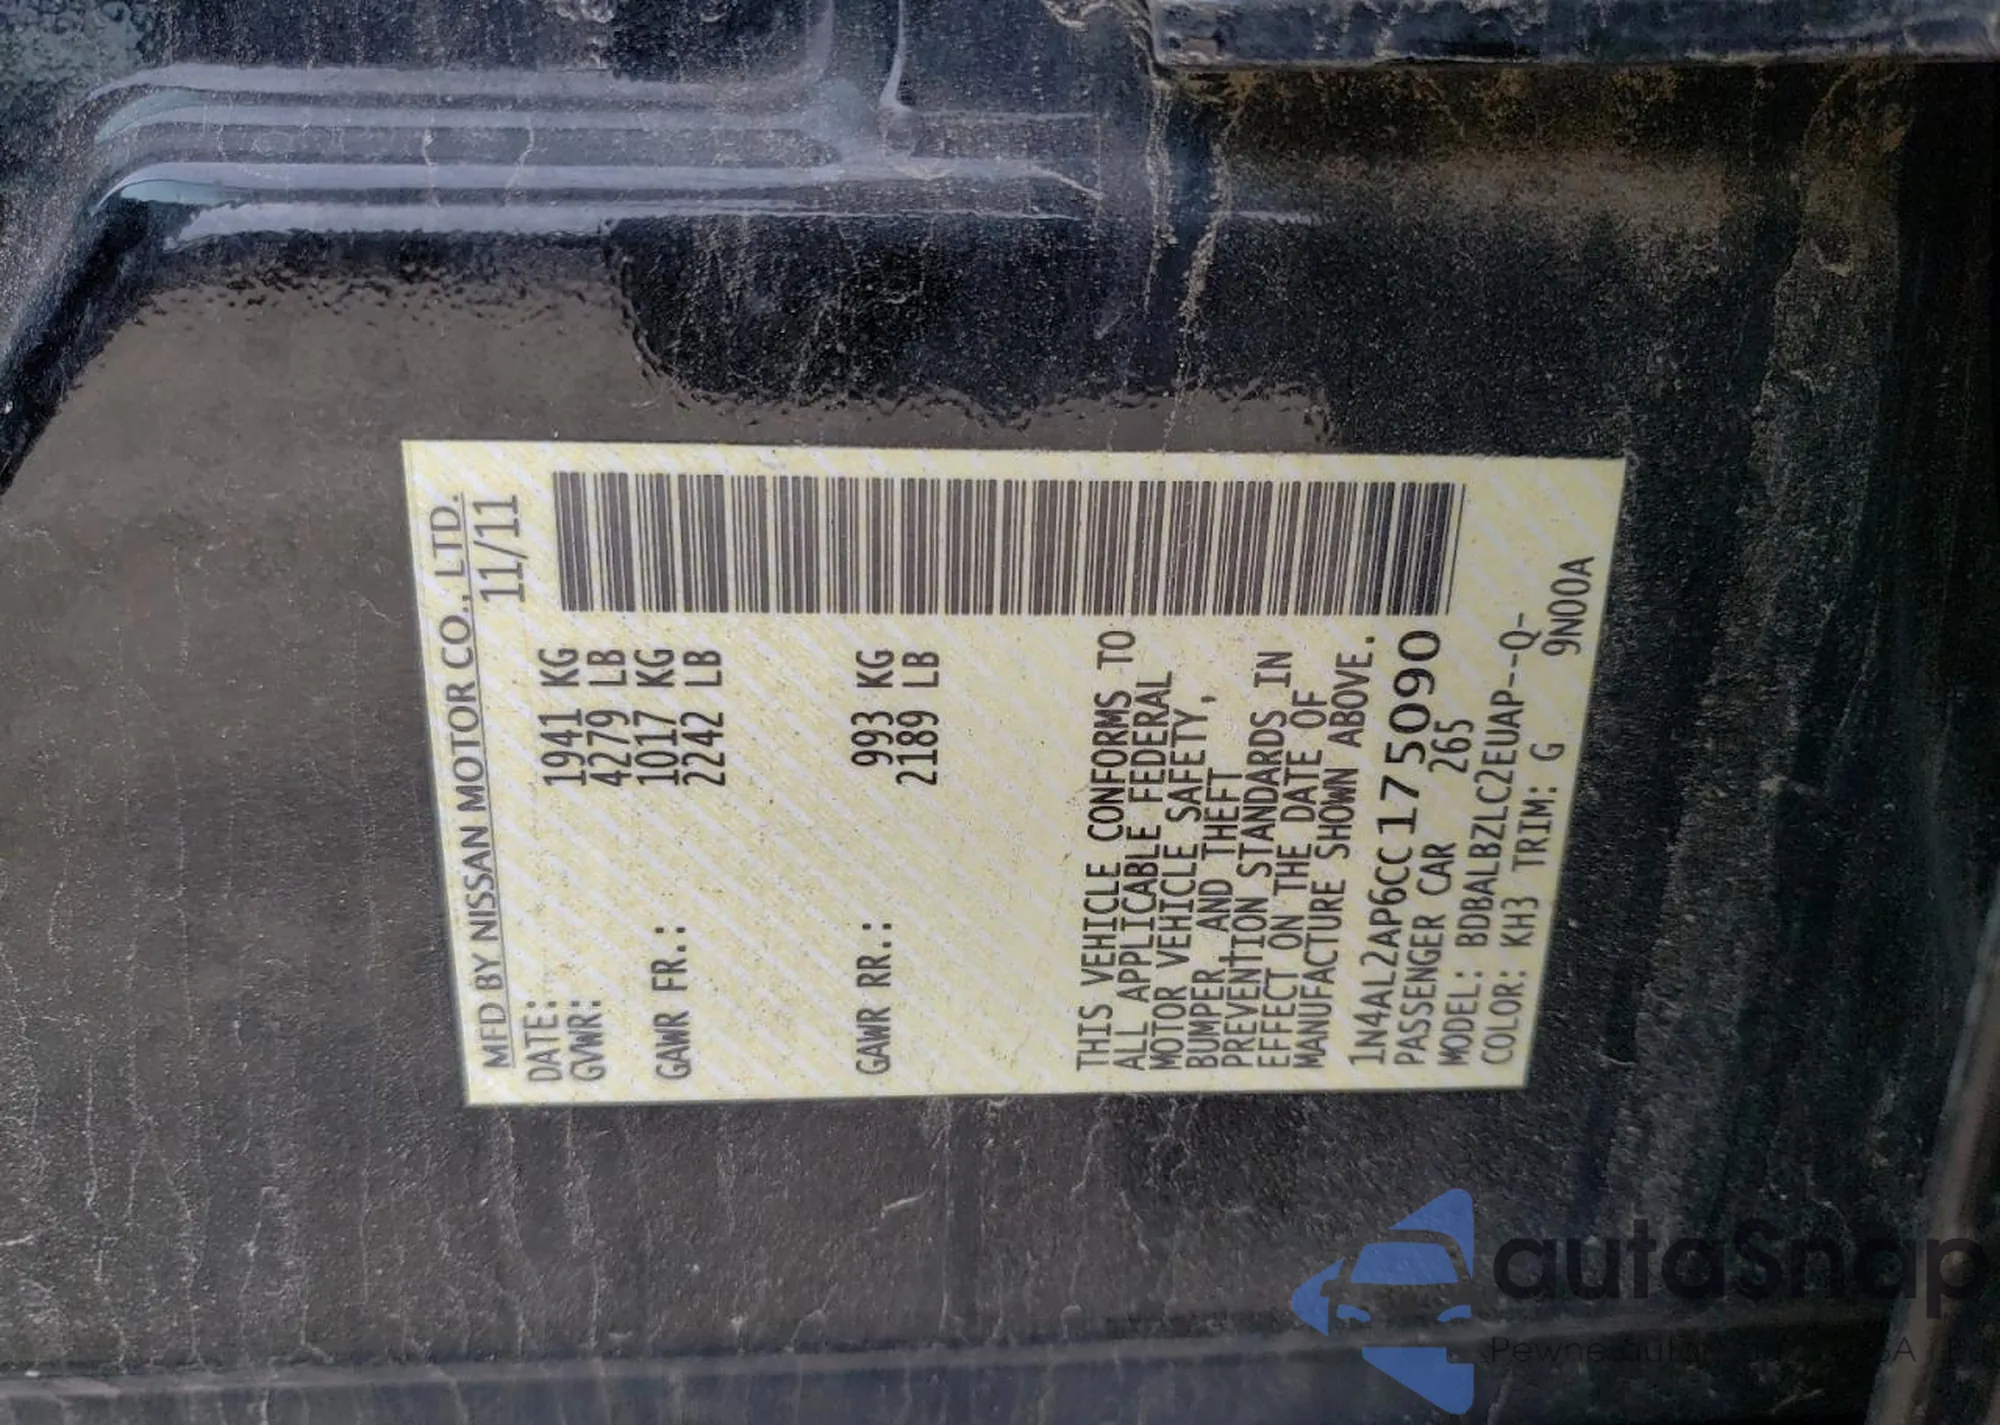 MFD BY NISSAN MOTOR CO., LTD.
DATE: 11/11
GVWR: 1941 KG
4279 LB
GAWR FR.: 1017 KG
2242 LB
GAWR RR.: 993 KG
2189 LB
THIS VEHICLE CONFORMS TO
ALL APPLICABLE FEDERAL
MOTOR VEHICLE SAFETY,
BUMPER, AND THEFT
PREVENTION STANDARDS IN
EFFECT ON THE DATE OF
MANUFACTURE SHOWN ABOVE.
1N4AL2AP6CC175090
PASSENGER CAR 265
MODEL: BDBALBZLC2EUAP--Q-
COLOR: KH3 TRIM: G 9N00A
autaSnap
Pewne auta